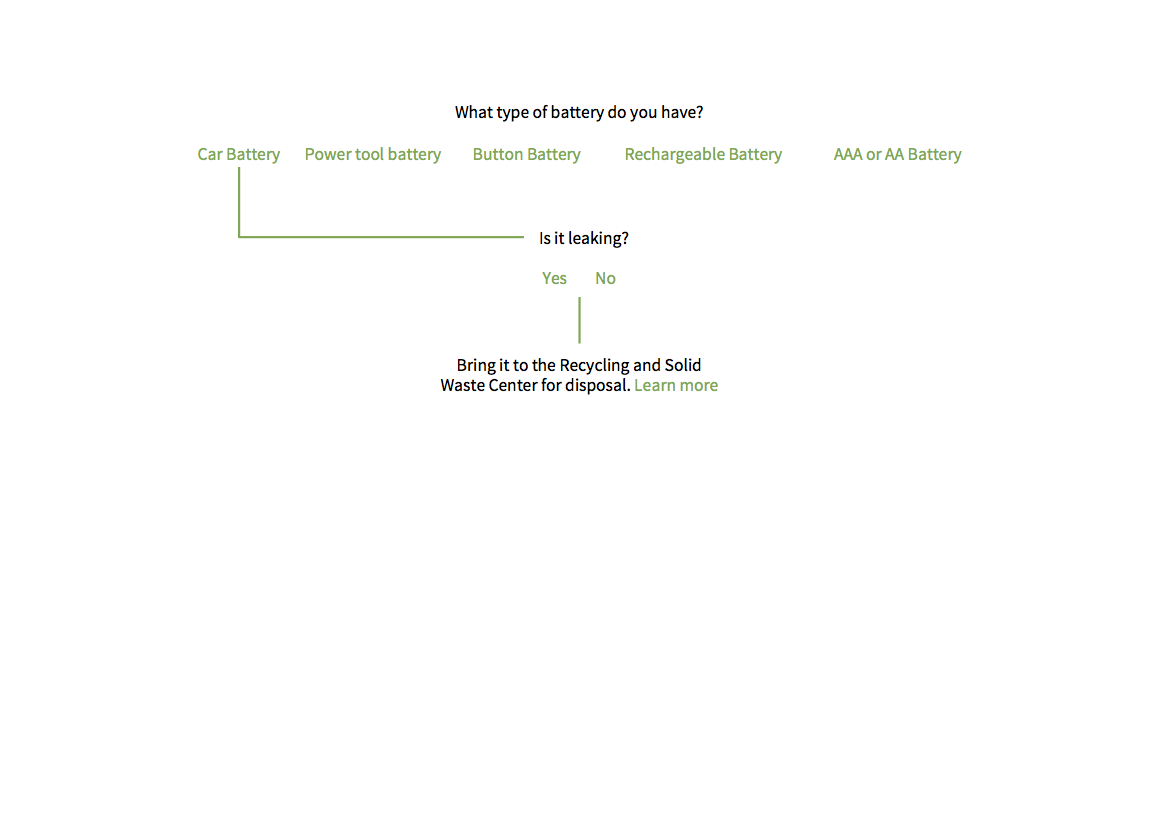 What type of battery do you have?
Car Battery Power tool battery Button Battery Rechargeable Battery AAA or AA Battery
Is it leaking?
Yes No
Bring it to the Recycling and Solid
Waste Center for disposal. Learn more